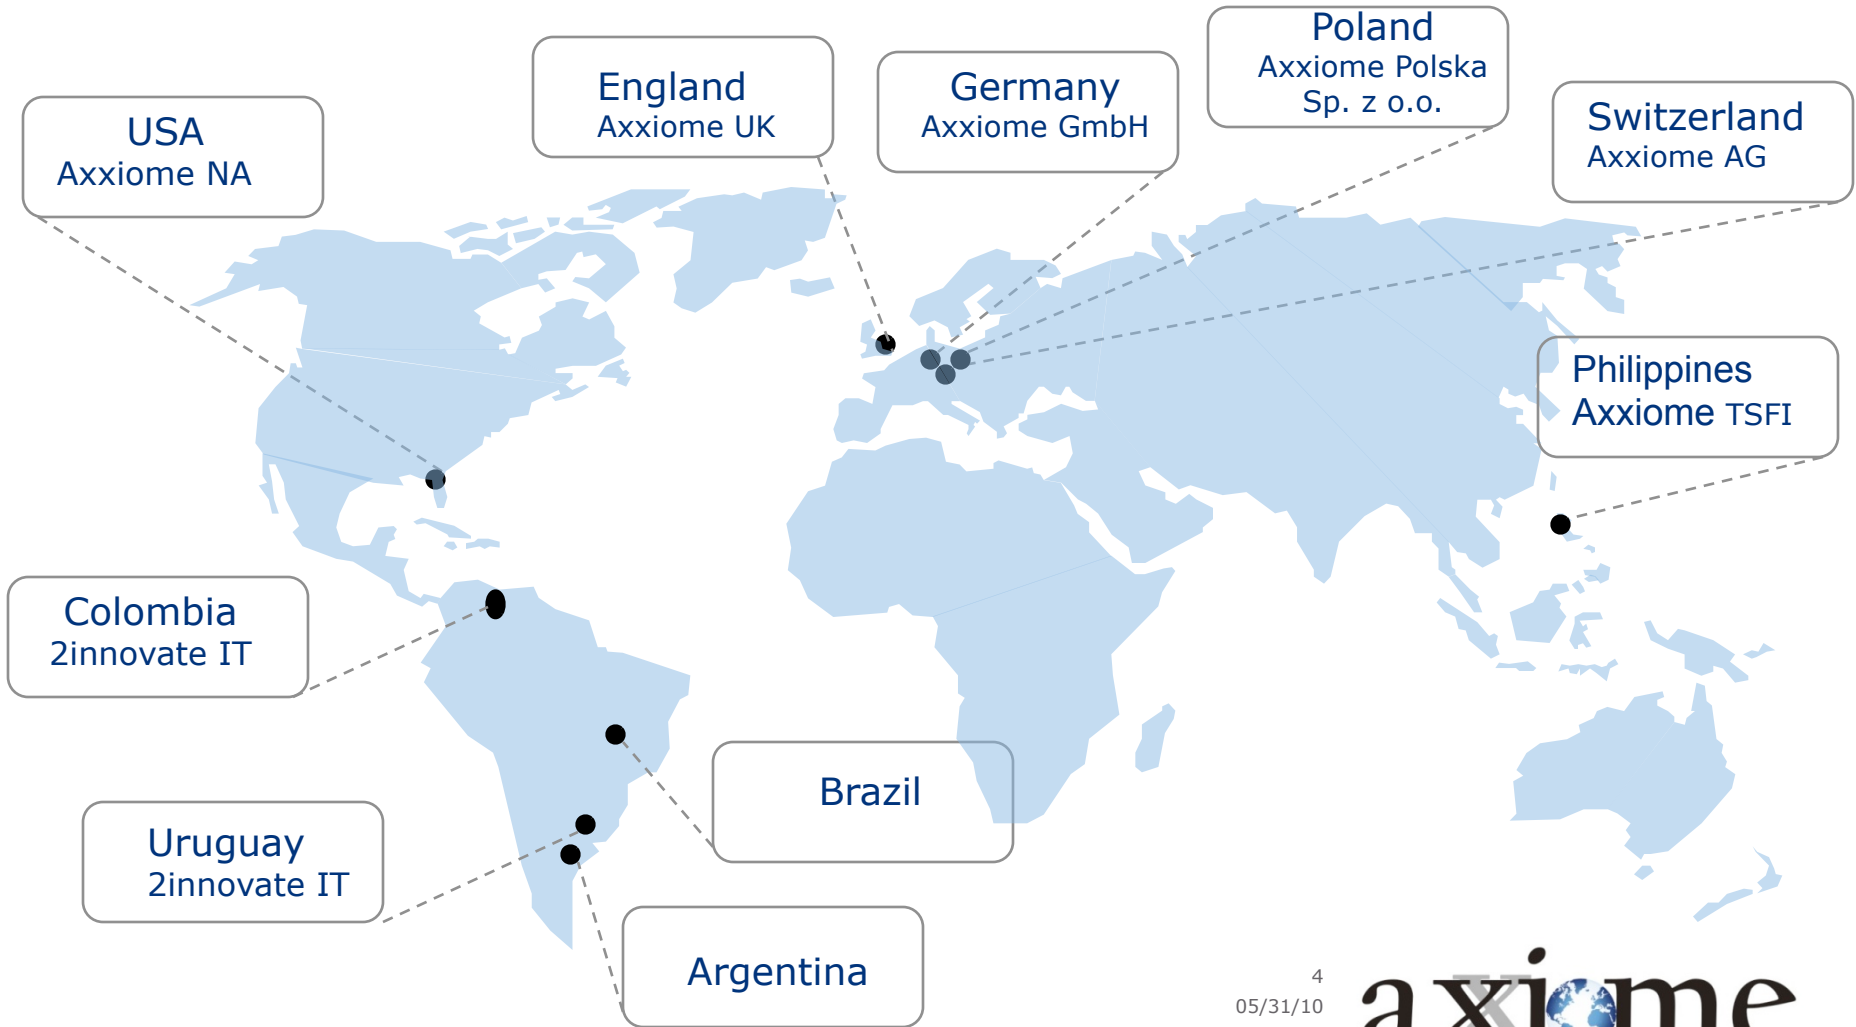 Poland
Axxiome Polska
Sp. z o.o.
England
Axxiome UK
Germany
Axxiome GmbH
Switzerland
Axxiome AG
USA
Axxiome NA
Philippines
Axxiome TSFI
Colombia
2innovate IT
Brazil
Uruguay
2innovate IT
Argentina
4
05/31/10
axxiome